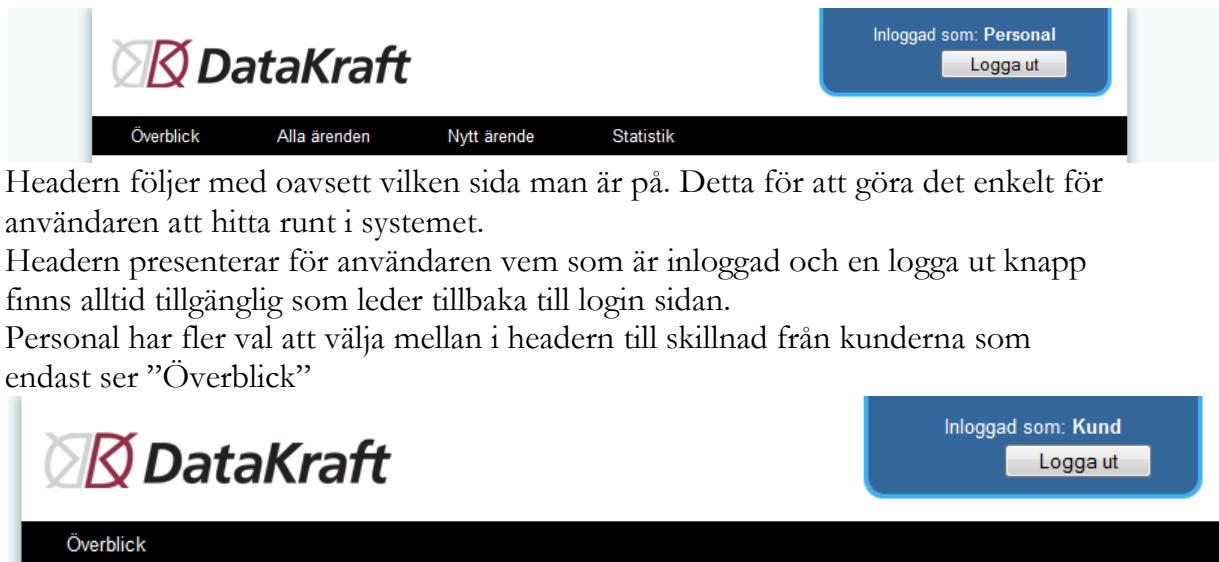 DataKraft
Inloggad som: Personal
Logga ut
Överblick Alla ärenden Nytt ärende Statistik
Headern följer med oavsett vilken sida man är på. Detta för att göra det enkelt för
användaren att hitta runt i systemet.
Headern presenterar för användaren vem som är inloggad och en logga ut knapp
finns alltid tillgänglig som leder tillbaka till login sidan.
Personal har fler val att välja mellan i headern till skillnad från kunderna som
endast ser ”Överblick”
DataKraft
Inloggad som: Kund
Logga ut
Överblick